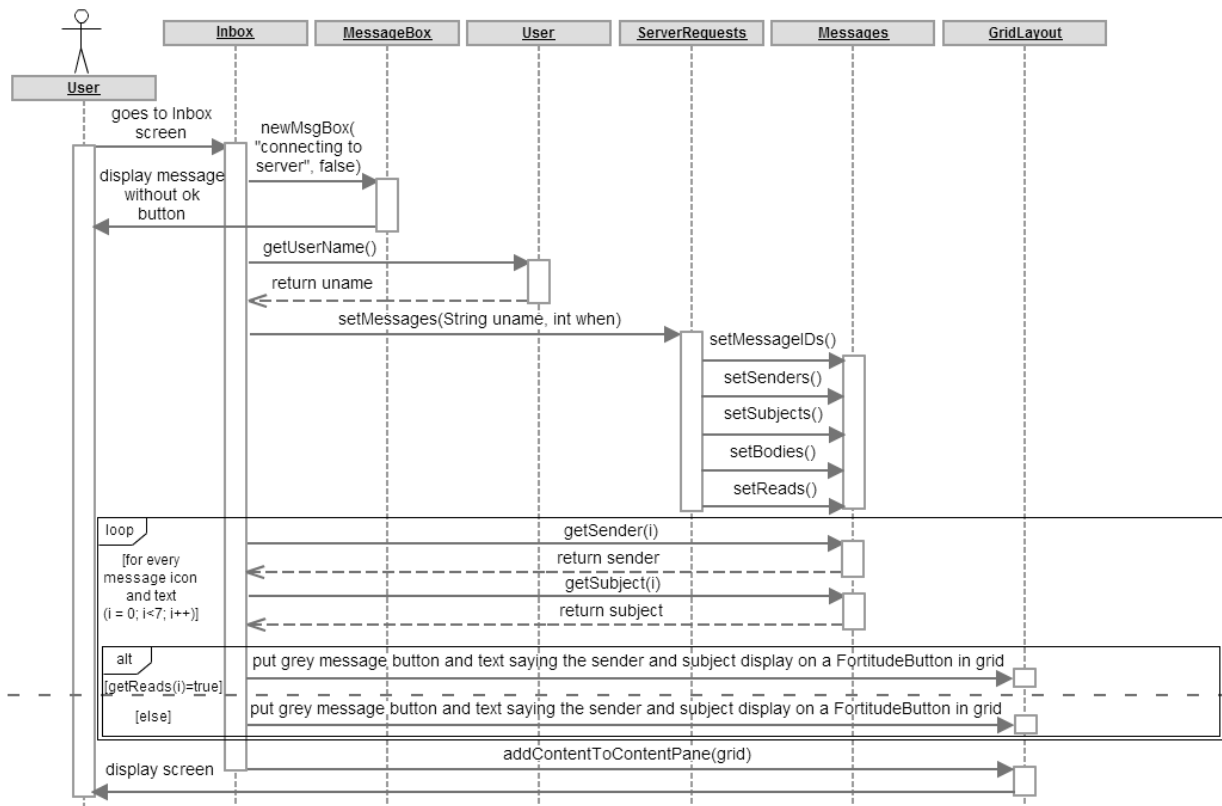 Inbox
MessageBox
User
ServerRequests
Messages
GridLayout
User
goes to Inbox
screen
newMsgBox(
"connecting to
server", false)
display message
without ok
button
getUserName()
return uname
setMessages(String uname, int when)
setMessageIDs()
setSenders()
setSubjects()
setBodies()
setReads()
loop
[for every
message icon
and text
(i = 0; i<7; i++)]
getSender(i)
return sender
getSubject(i)
return subject
alt
put grey message button and text saying the sender and subject display on a FortitudeButton in grid
[getReads(i)=true]
[else]
put grey message button and text saying the sender and subject display on a FortitudeButton in grid
addContentToContentPane(grid)
display screen